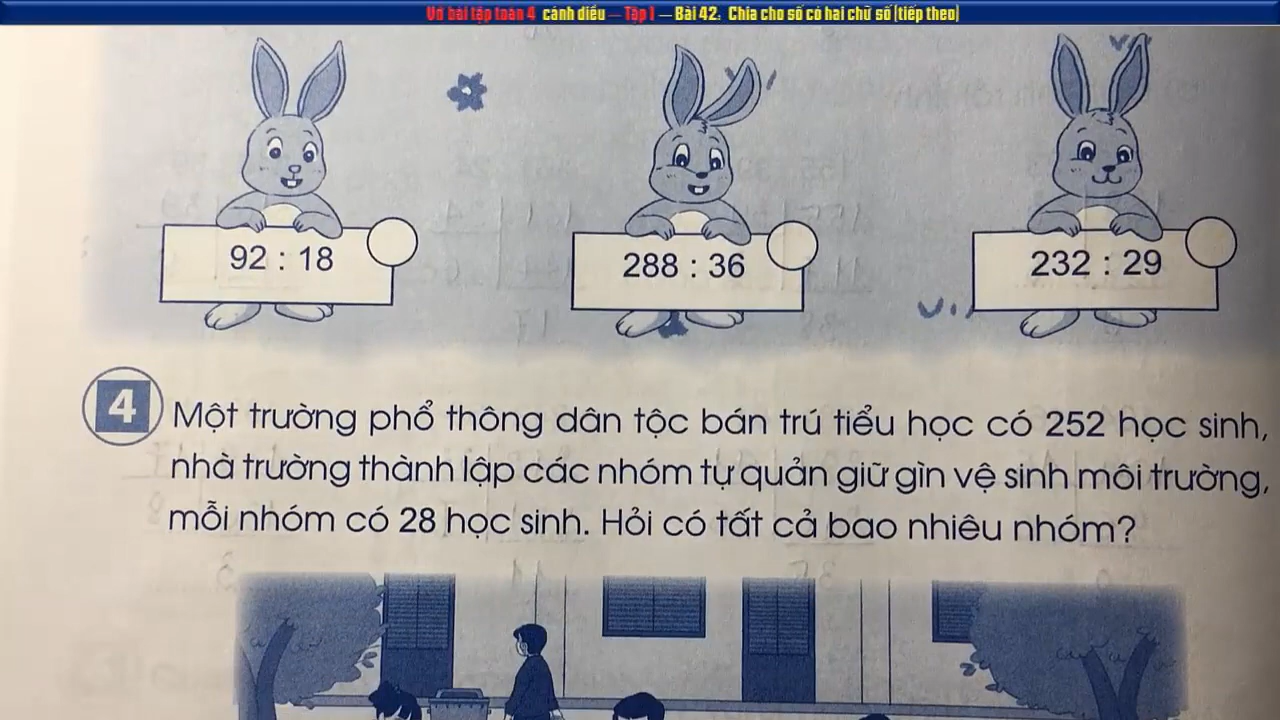 Vở bài tập toán 4 cánh diều – Tập 1 – Bài 42: Chia cho số có hai chữ số (tiếp theo)
92 : 18
288 : 36
232 : 29
4 Một trường phổ thông dân tộc bán trú tiểu học có 252 học sinh,
nhà trường thành lập các nhóm tự quản giữ gìn vệ sinh môi trường,
mỗi nhóm có 28 học sinh. Hỏi có tất cả bao nhiêu nhóm?